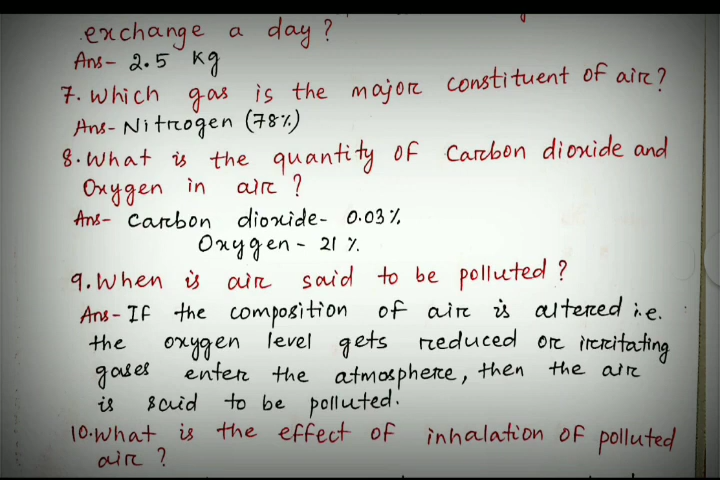 exchange a day?
Ans- 2.5 Kg
7. Which gas is the major constituent of air?
Ans- Nitrogen (78%)
8. What is the quantity of Carbon dioxide and
Oxygen in air?
Ans- Carbon dioxide- 0.03%
Oxygen - 21 %.
9. When is air said to be polluted?
Ans- If the composition of air is altered i.e.
the oxygen level gets reduced or irritating
gases enter the atmosphere, then the air
is said to be polluted.
10. What is the effect of inhalation of polluted
air?